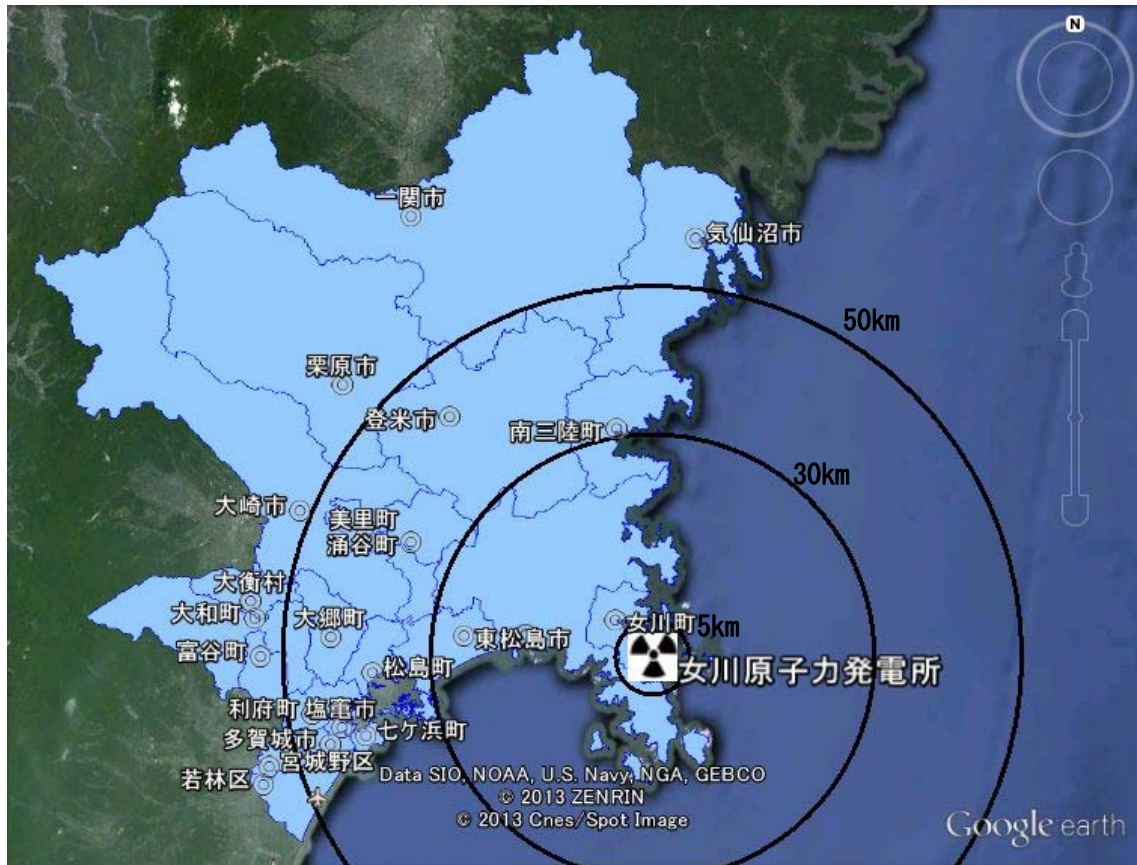 N
一関市
気仙沼市
50km
栗原市
登米市
南三陸町
30km
大崎市
美里町
涌谷町
大衡村
大和町
大郷町
女川町
5km
東松島市
富谷町
松島町
女川原子力発電所
利府町
塩竃市
七ケ浜町
多賀城市
宮城野区
若林区
Data SIO, NOAA, U.S. Navy, NGA, GEBCO
© 2013 ZENRIN
© 2013 Cnes/Spot Image
Google earth